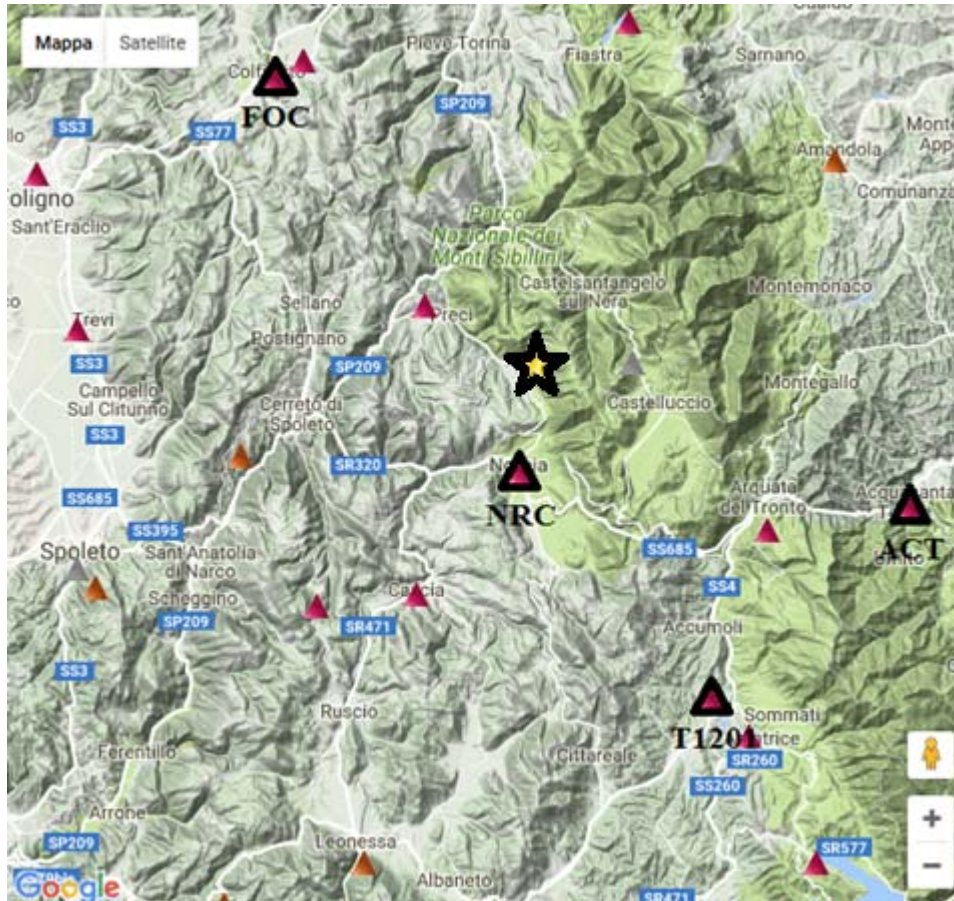 Mappa
Satellite
Pieve Torina
Fiastra
Sarnano
FOC
SS3
SS77
SP209
Amandola
Comunanza
oligno
Sant'Eraclio
Parco
Nazionale dei
Monti Sibillini
Castelsantangelo
sul Nera
Montemonaco
Sellano
Preci
Trevi
Postignano
SS3
SP209
Campello
Sul Clitunno
Cerreto di
Spoleto
Castelluccio
Montegallo
SS3
SR320
NRC
SS685
Arquata
del Tronto
ACT
SS395
SS685
Spoleto
Sant'Anatolia
di Narco
Scheggino
SS4
Cascia
SP209
SR471
Accumoli
SS3
Ruscio
Sommati
T1201
Ferentillo
Cittareale
SR260
SS260
Arrone
SP209
Leonessa
SR577
Albaneto
Google
SR471